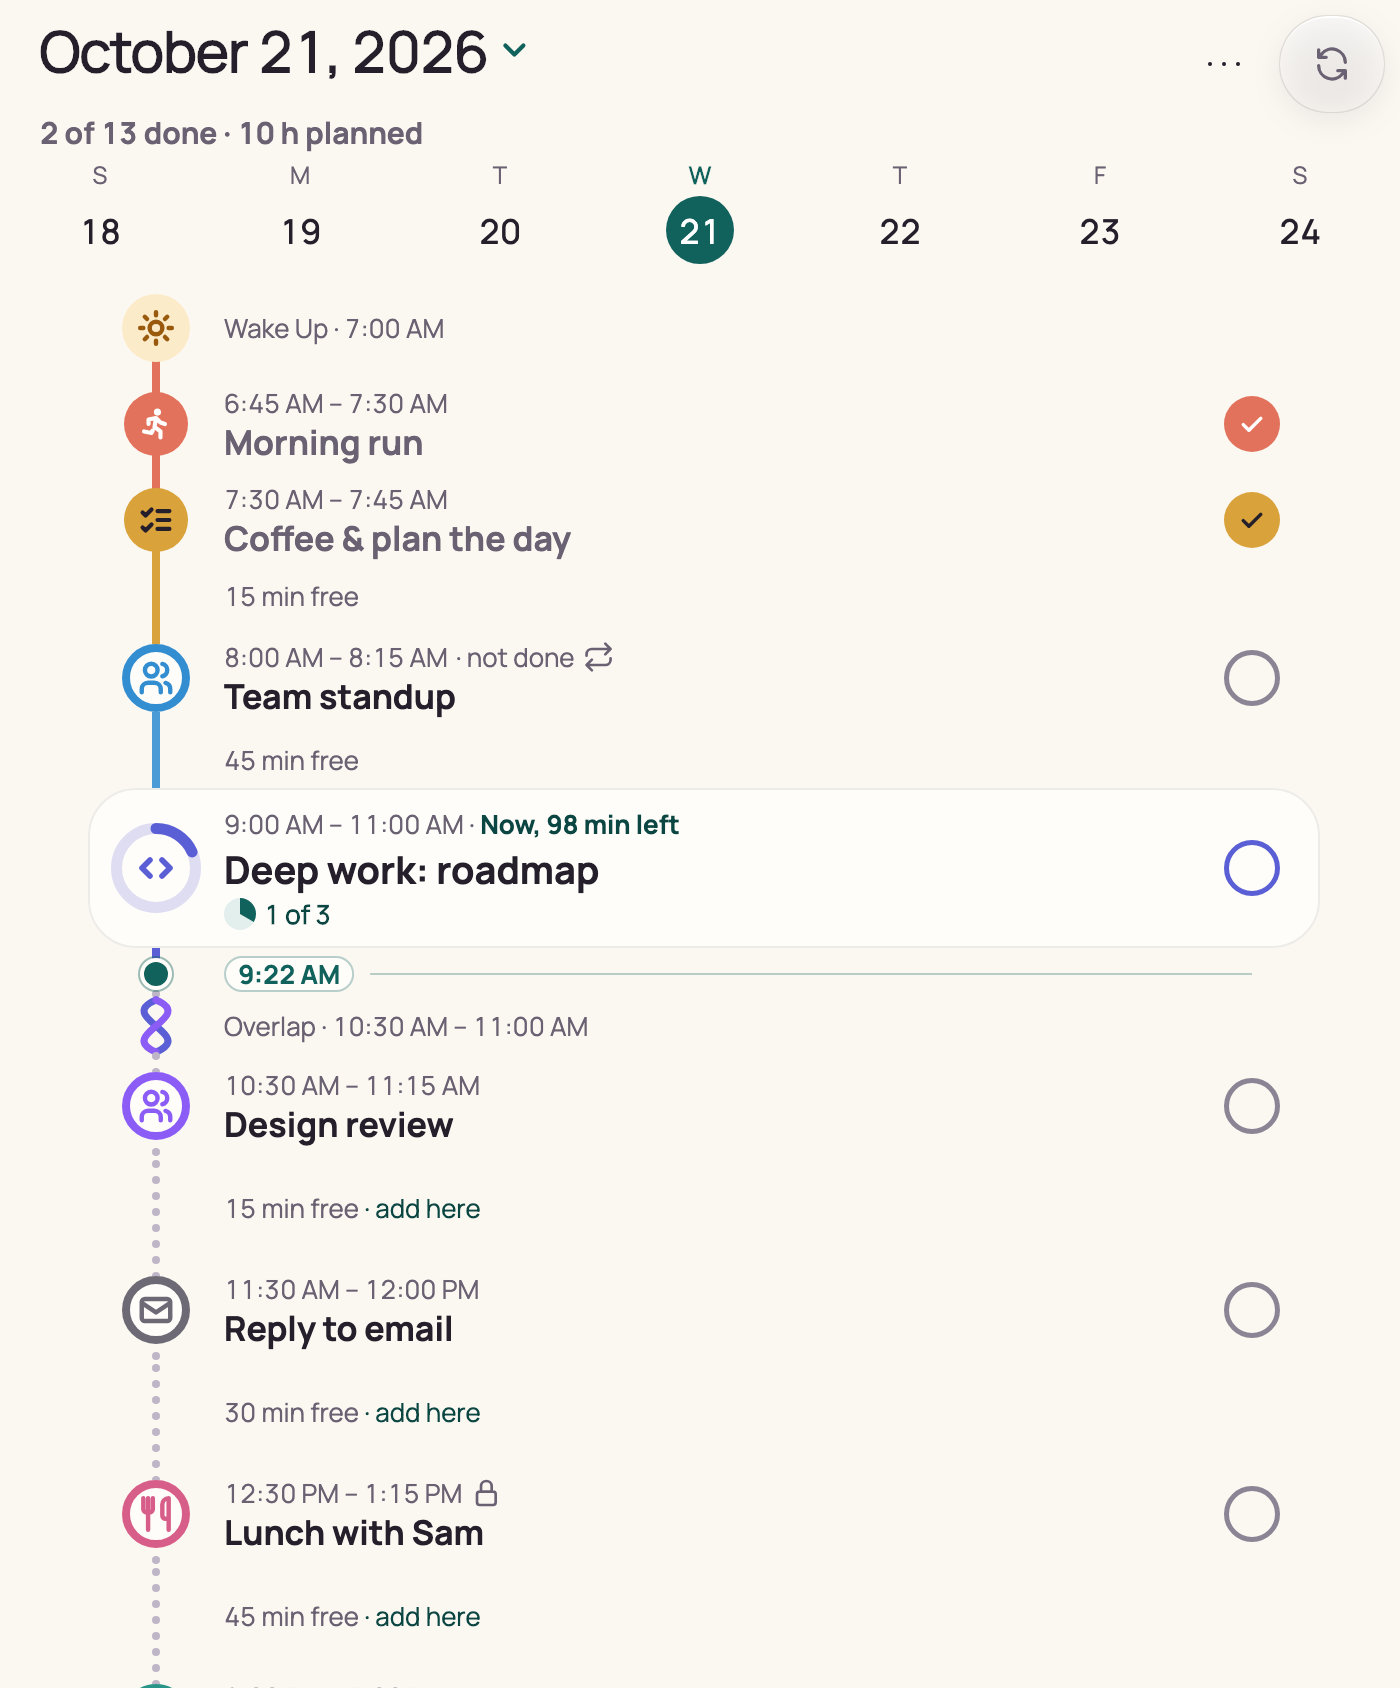 October 21, 2026
...
2 of 13 done · 10 h planned
S M T W T F S
18 19 20 21 22 23 24
Wake Up · 7:00 AM
6:45 AM – 7:30 AM
Morning run
7:30 AM – 7:45 AM
Coffee & plan the day
15 min free
8:00 AM – 8:15 AM · not done
Team standup
45 min free
9:00 AM – 11:00 AM · Now, 98 min left
Deep work: roadmap
1 of 3
9:22 AM
Overlap · 10:30 AM – 11:00 AM
10:30 AM – 11:15 AM
Design review
15 min free · add here
11:30 AM – 12:00 PM
Reply to email
30 min free · add here
12:30 PM – 1:15 PM
Lunch with Sam
45 min free · add here